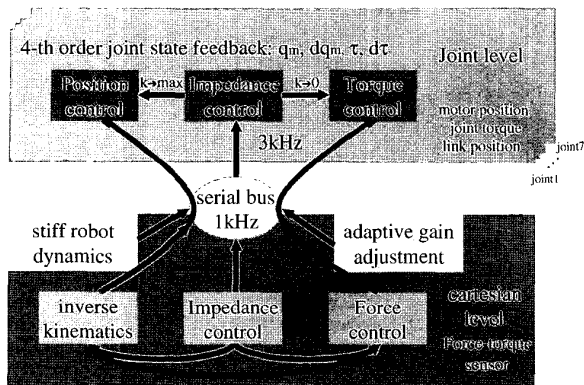 4-th order joint state feedback: qm, dqm, τ, dτ
Joint level
Position
control
k→max
Impedance
control
k→0
Torque
control
motor position
joint torque
link position
3kHz
joint7
joint1
serial bus
1kHz
stiff robot
dynamics
adaptive gain
adjustment
inverse
kinematics
Impedance
control
Force
control
cartesian
level
Force-torque
sensor